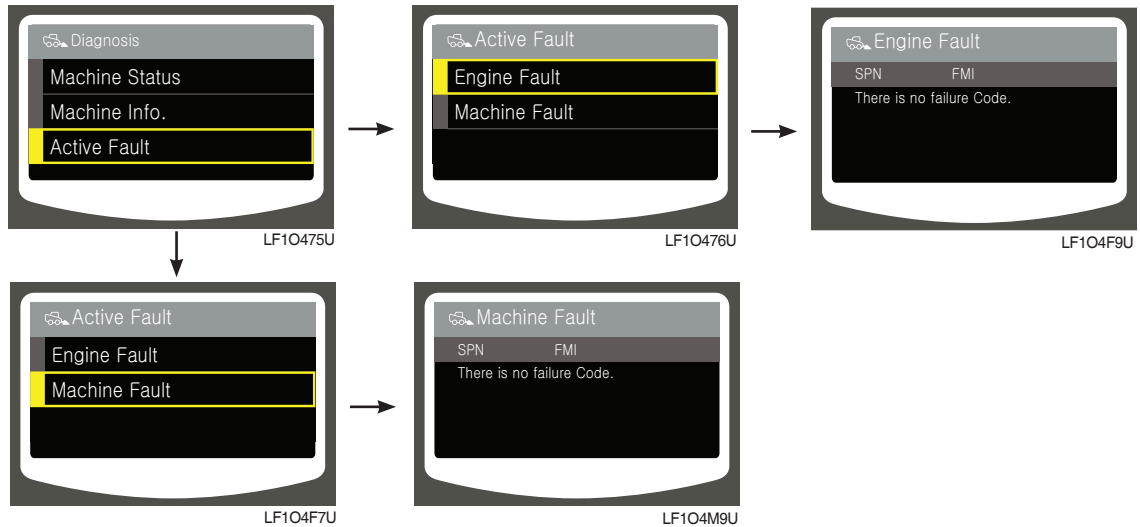 Diagnosis
Machine Status
Machine Info.
Active Fault
LF1O475U
Active Fault
Engine Fault
Machine Fault
LF1O476U
Engine Fault
SPN FMI
There is no failure Code.
LF1O4F9U
Active Fault
Engine Fault
Machine Fault
LF1O4F7U
Machine Fault
SPN FMI
There is no failure Code.
LF1O4M9U